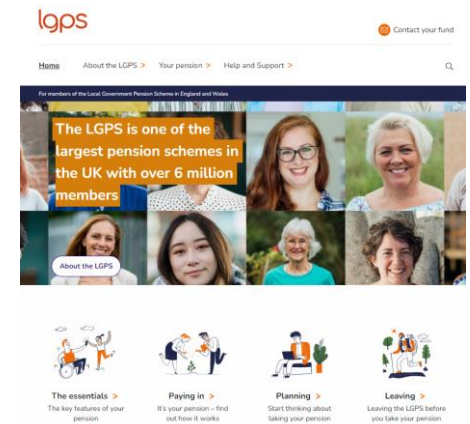 lgps
Contact your fund
Home About the LGPS > Your pension > Help and Support >
For members of the Local Government Pension Scheme in England and Wales
The LGPS is one of the
largest pension schemes in
the UK with over 6 million
members
About the LGPS
The essentials >
The key features of your
pension
Paying in >
It's your pension – find
out how it works
Planning >
Start thinking about
taking your pension
Leaving >
Leaving the LGPS before
you take your pension